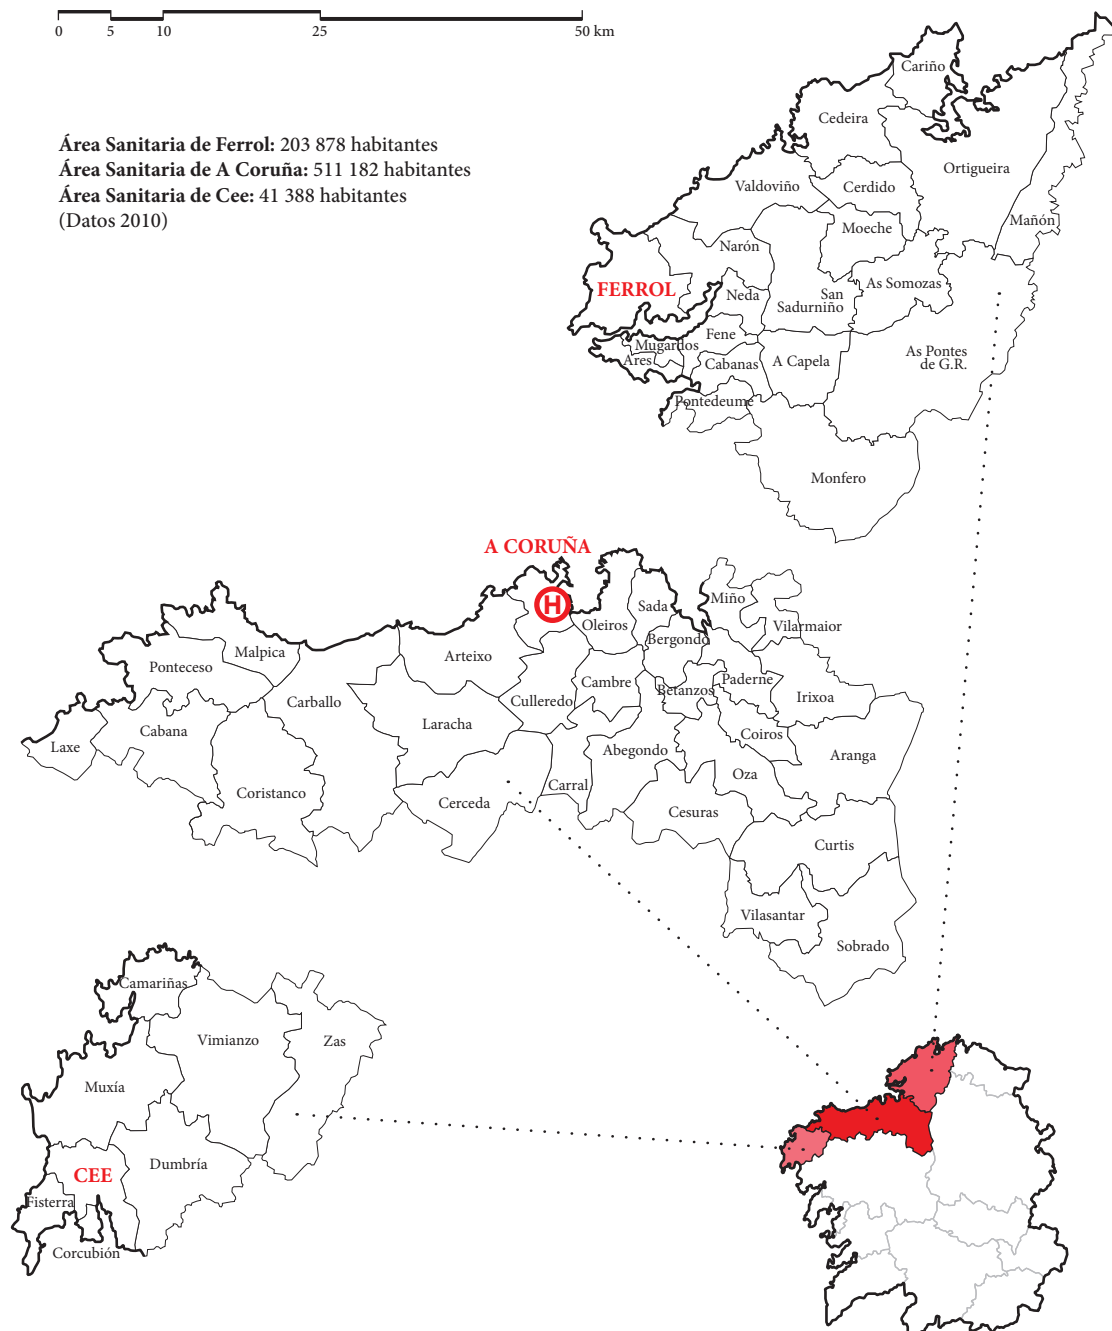 0 5 10 25 50 km
Área Sanitaria de Ferrol: 203 878 habitantes
Área Sanitaria de A Coruña: 511 182 habitantes
Área Sanitaria de Cee: 41 388 habitantes
(Datos 2010)
Cariño
Cedeira
Ortigueira
Valdoviño
Cerdido
Mañón
Moeche
Narón
As Somozas
FERROL
Neda
San
Sadurniño
Fene
Mugardos
Ares
Cabanas
A Capela
As Pontes
de G.R.
Pontedeume
Monfero
A CORUÑA
H
Miño
Sada
Oleiros
Vilarmaior
Bergondo
Malpica
Arteixo
Ponteceso
Paderne
Cambre
Betanzos
Irixoa
Carballo
Culleredo
Laracha
Cabana
Coiros
Laxe
Abegondo
Aranga
Oza
Carral
Coristanco
Cerceda
Cesuras
Curtis
Vilasantar
Sobrado
Camariñas
Vimianzo
Zas
Muxía
Dumbría
CEE
Fisterra
Corcubión